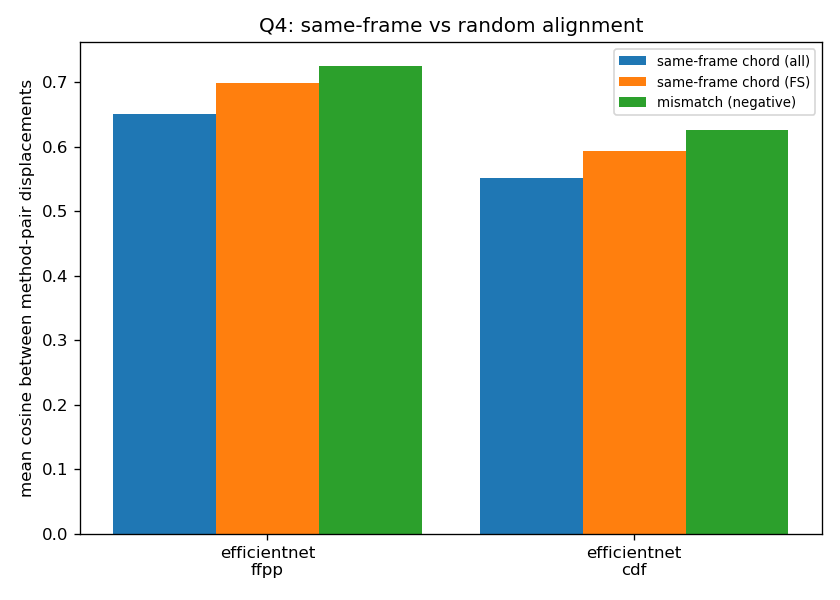 Q4: same-frame vs random alignment
mean cosine between method-pair displacements
0.7
0.6
0.5
0.4
0.3
0.2
0.1
0.0
same-frame chord (all)
same-frame chord (FS)
mismatch (negative)
efficientnet
ffpp
efficientnet
cdf